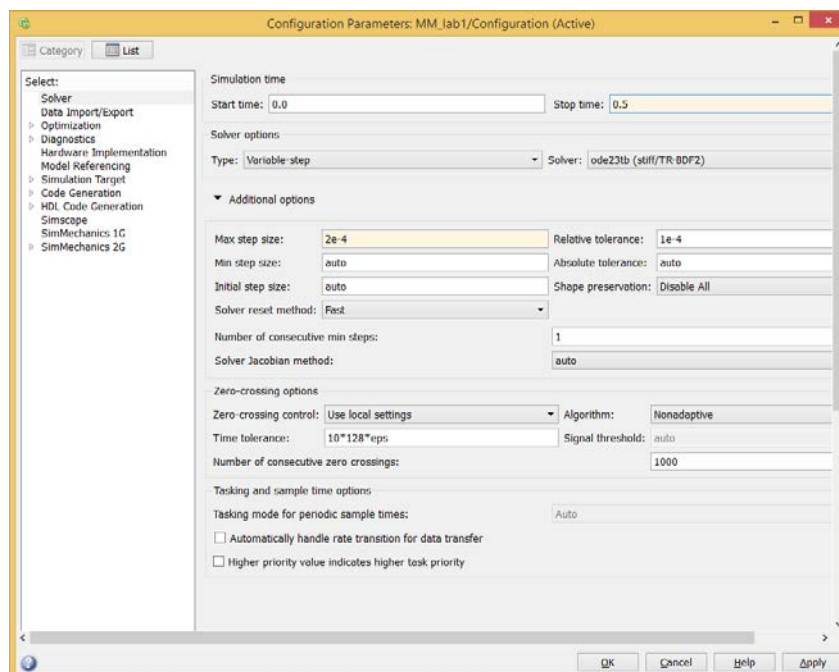 Configuration Parameters: MM_lab1/Configuration (Active)
Category List
Select:
Solver
Data Import/Export
Optimization
Diagnostics
Hardware Implementation
Model Referencing
Simulation Target
Code Generation
HDL Code Generation
Simscape
SimMechanics 1G
SimMechanics 2G
Simulation time
Start time: 0.0 Stop time: 0.5
Solver options
Type: Variable-step Solver: ode23tb (stiff/TR-BDF2)
Additional options
Max step size: 2e-4 Relative tolerance: 1e-4
Min step size: auto Absolute tolerance: auto
Initial step size: auto Shape preservation: Disable All
Solver reset method: Fast
Number of consecutive min steps: 1
Solver Jacobian method: auto
Zero-crossing options
Zero-crossing control: Use local settings Algorithm: Nonadaptive
Time tolerance: 10*128*eps Signal threshold: auto
Number of consecutive zero crossings: 1000
Tasking and sample time options
Tasking mode for periodic sample times: Auto
Automatically handle rate transition for data transfer
Higher priority value indicates higher task priority
OK Cancel Help Apply